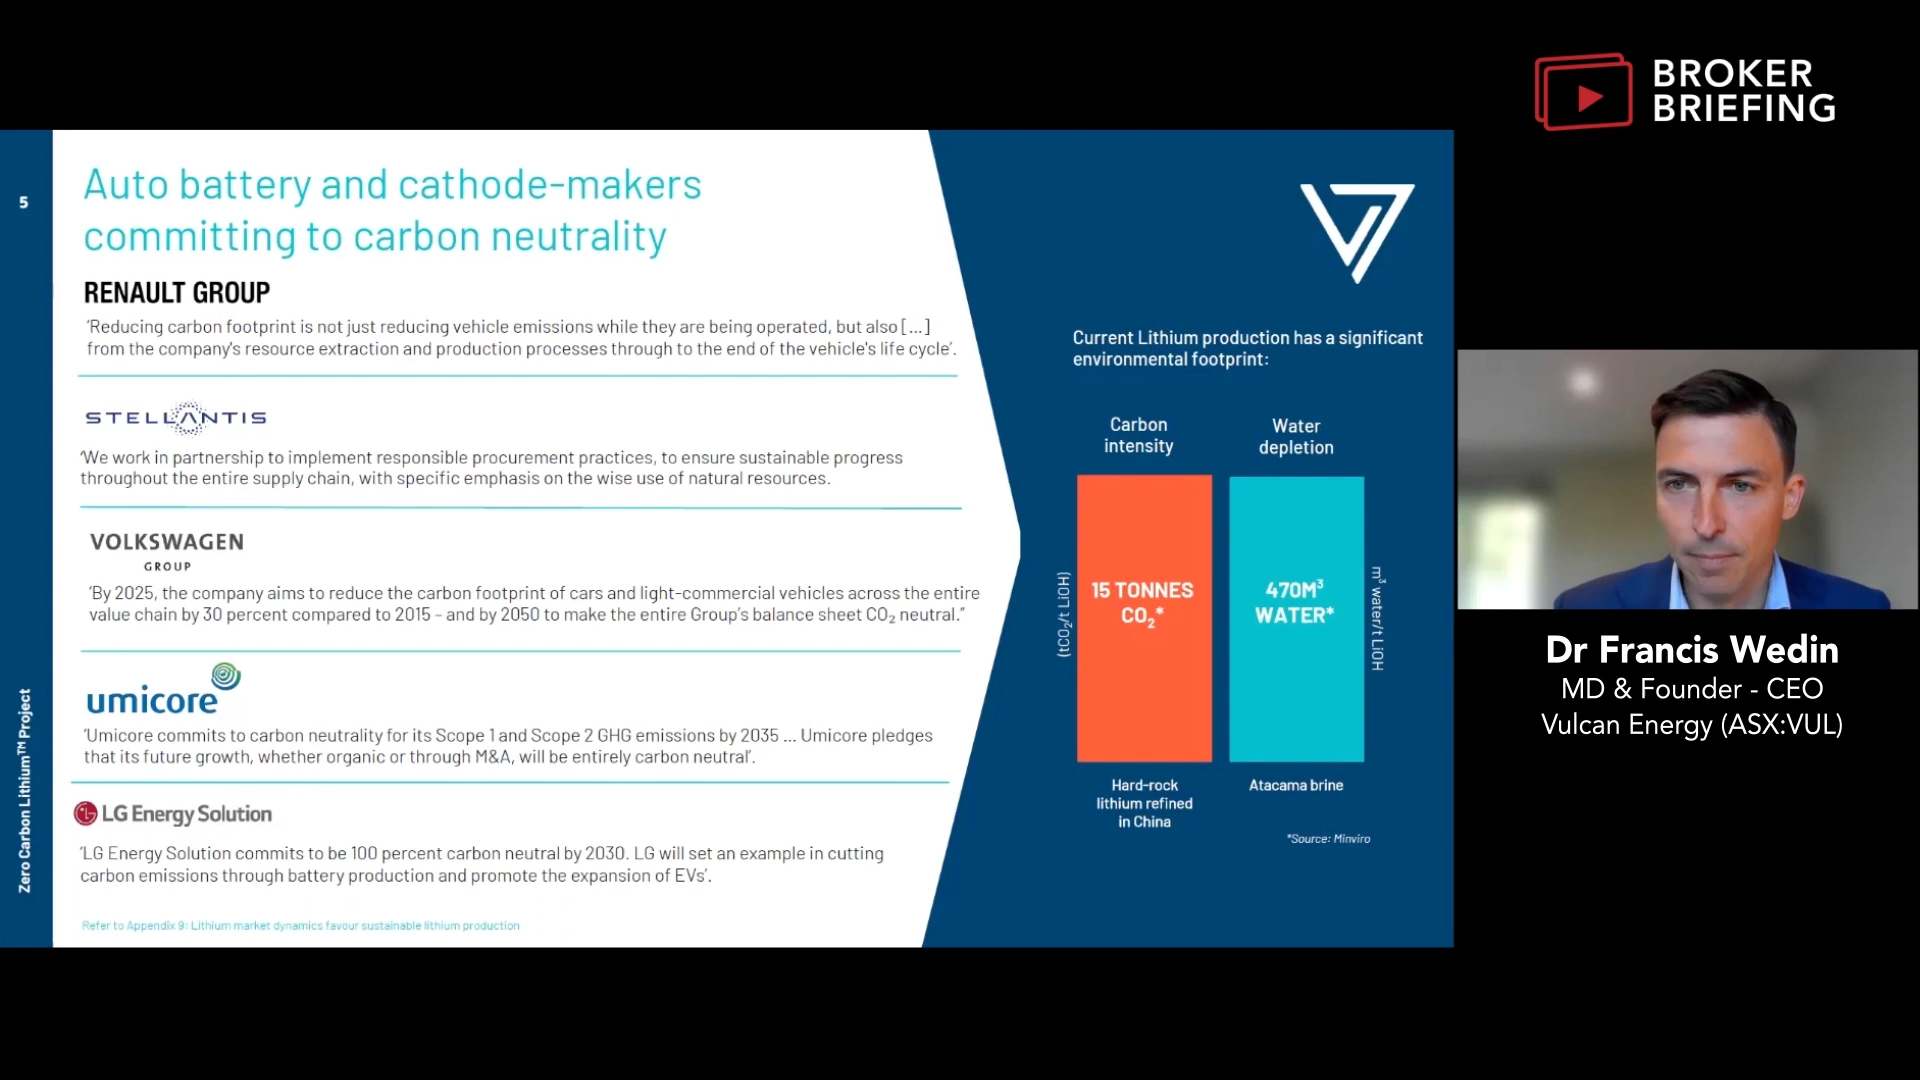 BROKER
BRIEFING
5
Auto battery and cathode-makers
committing to carbon neutrality
RENAULT GROUP
‘Reducing carbon footprint is not just reducing vehicle emissions while they are being operated, but also [...]
from the company's resource extraction and production processes through to the end of the vehicle's life cycle’.
STELLANTIS
‘We work in partnership to implement responsible procurement practices, to ensure sustainable progress
throughout the entire supply chain, with specific emphasis on the wise use of natural resources.
VOLKSWAGEN
GROUP
‘By 2025, the company aims to reduce the carbon footprint of cars and light-commercial vehicles across the entire
value chain by 30 percent compared to 2015 – and by 2050 to make the entire Group’s balance sheet CO₂ neutral.”
umicore
‘Umicore commits to carbon neutrality for its Scope 1 and Scope 2 GHG emissions by 2035 ... Umicore pledges
that its future growth, whether organic or through M&A, will be entirely carbon neutral’.
LG Energy Solution
‘LG Energy Solution commits to be 100 percent carbon neutral by 2030. LG will set an example in cutting
carbon emissions through battery production and promote the expansion of EVs’.
Refer to Appendix 9: Lithium market dynamics favour sustainable lithium production
Zero Carbon Lithium™ Project
Current Lithium production has a significant
environmental footprint:
Carbon
intensity
Water
depletion
(tCO₂/t LiOH)
15 TONNES
CO₂*
470M³
WATER*
m³ water/t LiOH
Hard-rock
lithium refined
in China
Atacama brine
*Source: Minviro
Dr Francis Wedin
MD & Founder - CEO
Vulcan Energy (ASX:VUL)